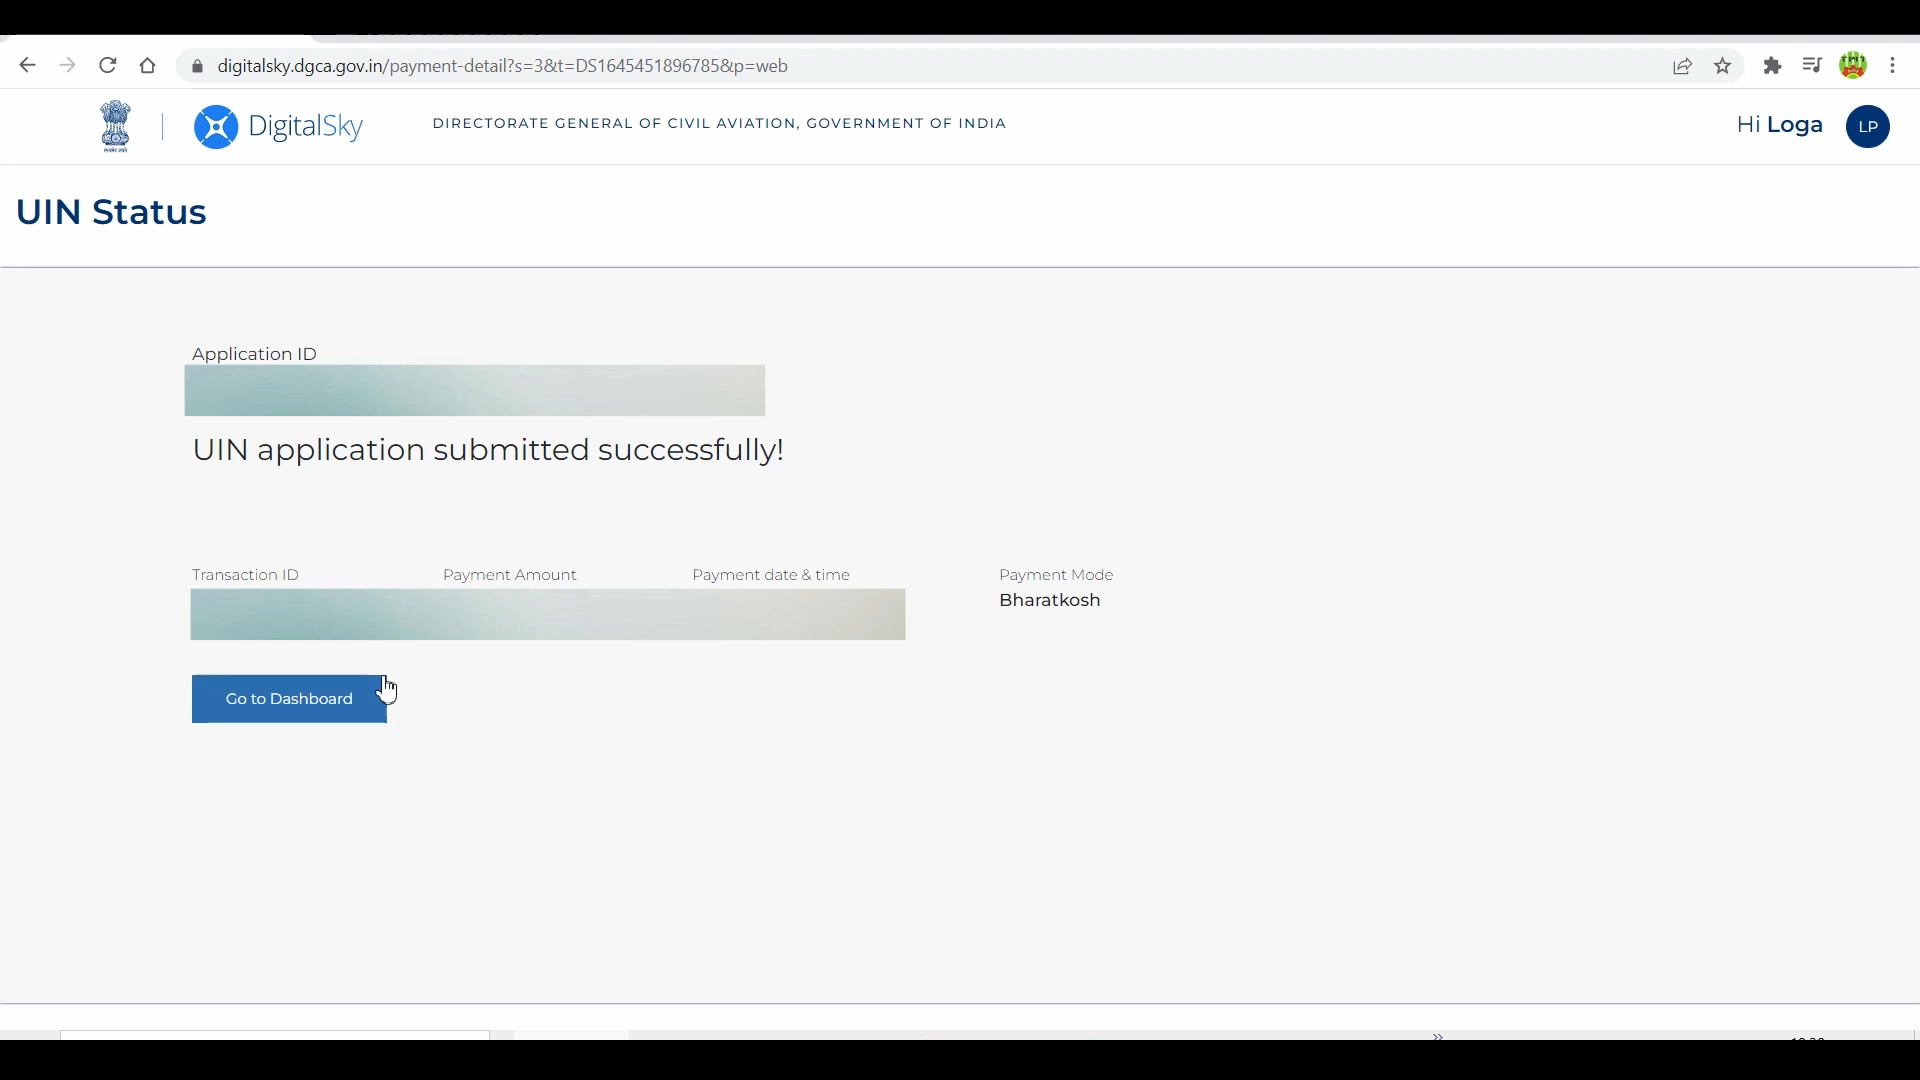 digitalsky.dgca.gov.in/payment-detail?s=3&t=DS1645451896785&p=web
DigitalSky
DIRECTORATE GENERAL OF CIVIL AVIATION, GOVERNMENT OF INDIA
Hi Loga
LP
UIN Status
Application ID
UIN application submitted successfully!
Transaction ID
Payment Amount
Payment date & time
Payment Mode
Bharatkosh
Go to Dashboard